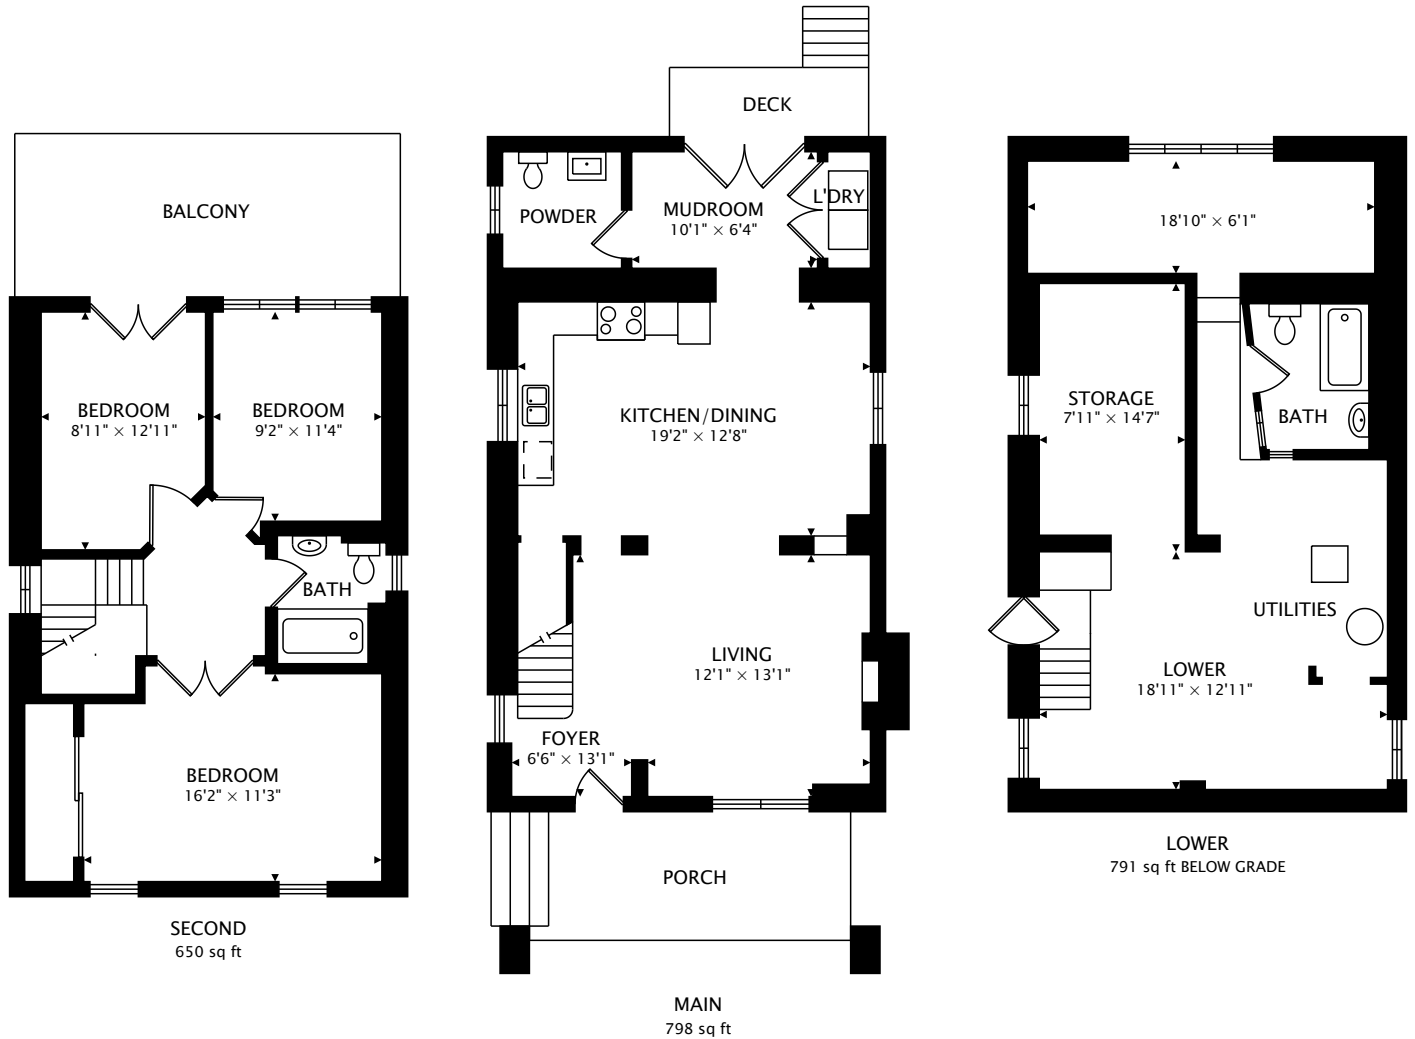 BALCONY
BEDROOM
8'11" × 12'11"
BEDROOM
9'2" × 11'4"
BATH
BEDROOM
16'2" × 11'3"
SECOND
650 sq ft
DECK
POWDER
MUDROOM
10'1" × 6'4"
L'DRY
KITCHEN/DINING
19'2" × 12'8"
LIVING
12'1" × 13'1"
FOYER
6'6" × 13'1"
PORCH
MAIN
798 sq ft
18'10" × 6'1"
STORAGE
7'11" × 14'7"
BATH
UTILITIES
LOWER
18'11" × 12'11"
LOWER
791 sq ft BELOW GRADE